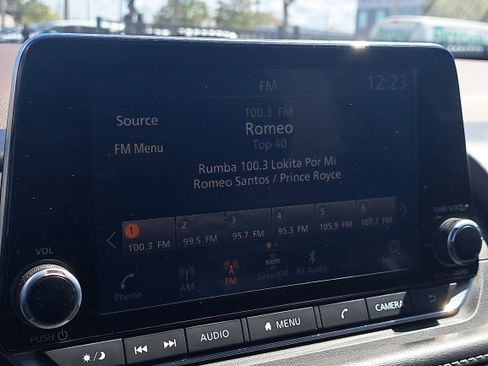 FM 12:23
100.3 FM
Source Romeo
FM Menu Top 40
Rumba 100.3 Lokita Por Mi
Romeo Santos / Prince Royce
1 2 3 4 5 6
100.3 FM 99.5 FM 95.7 FM 95.3 FM 105.9 FM 107.7 FM
Phone AM FM SiriusXM BT Audio
VOL
PUSH
TUNE·SCROLL
SOUND
AUDIO MENU CAMERA